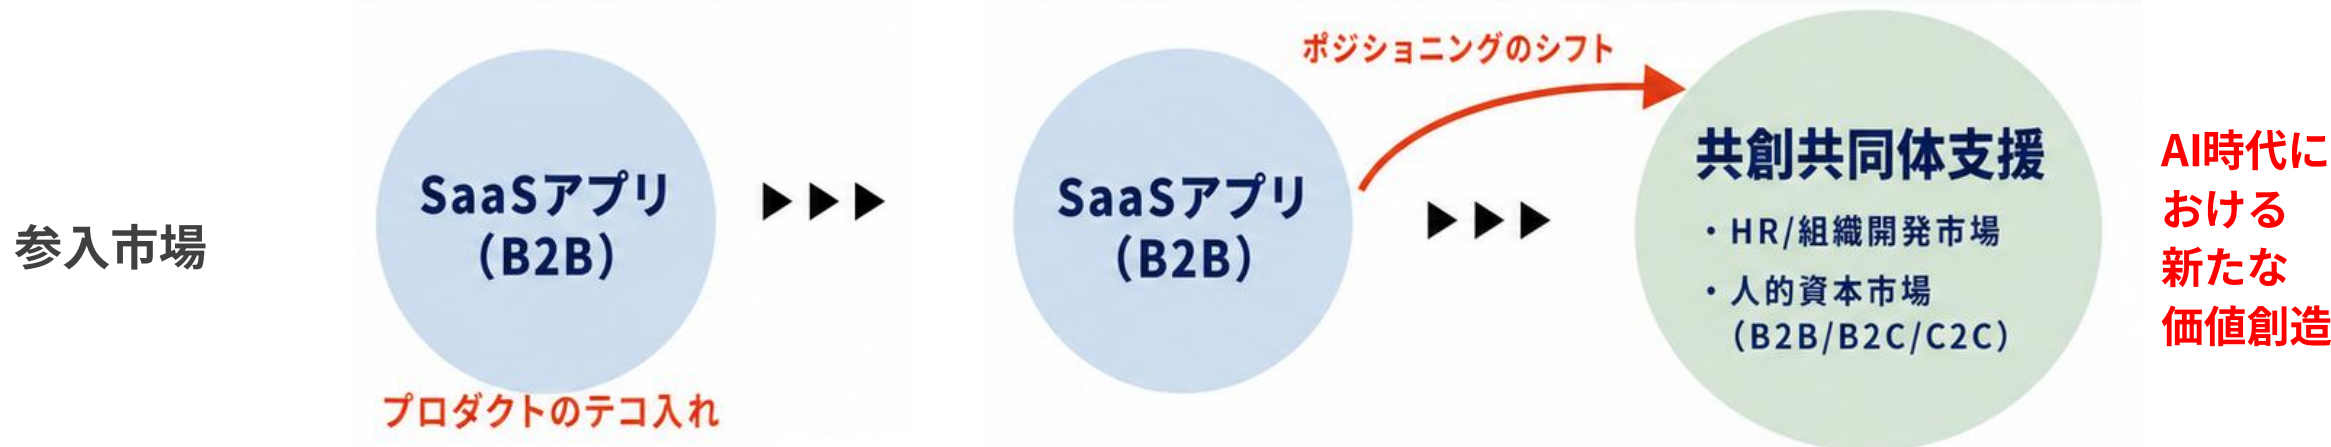 参入市場
SaaSアプリ
（B2B）
プロダクトのテコ入れ
SaaSアプリ
（B2B）
ポジショニングのシフト
共創共同体支援
・HR/組織開発市場
・人的資本市場
（B2B/B2C/C2C）
AI時代に
おける
新たな
価値創造